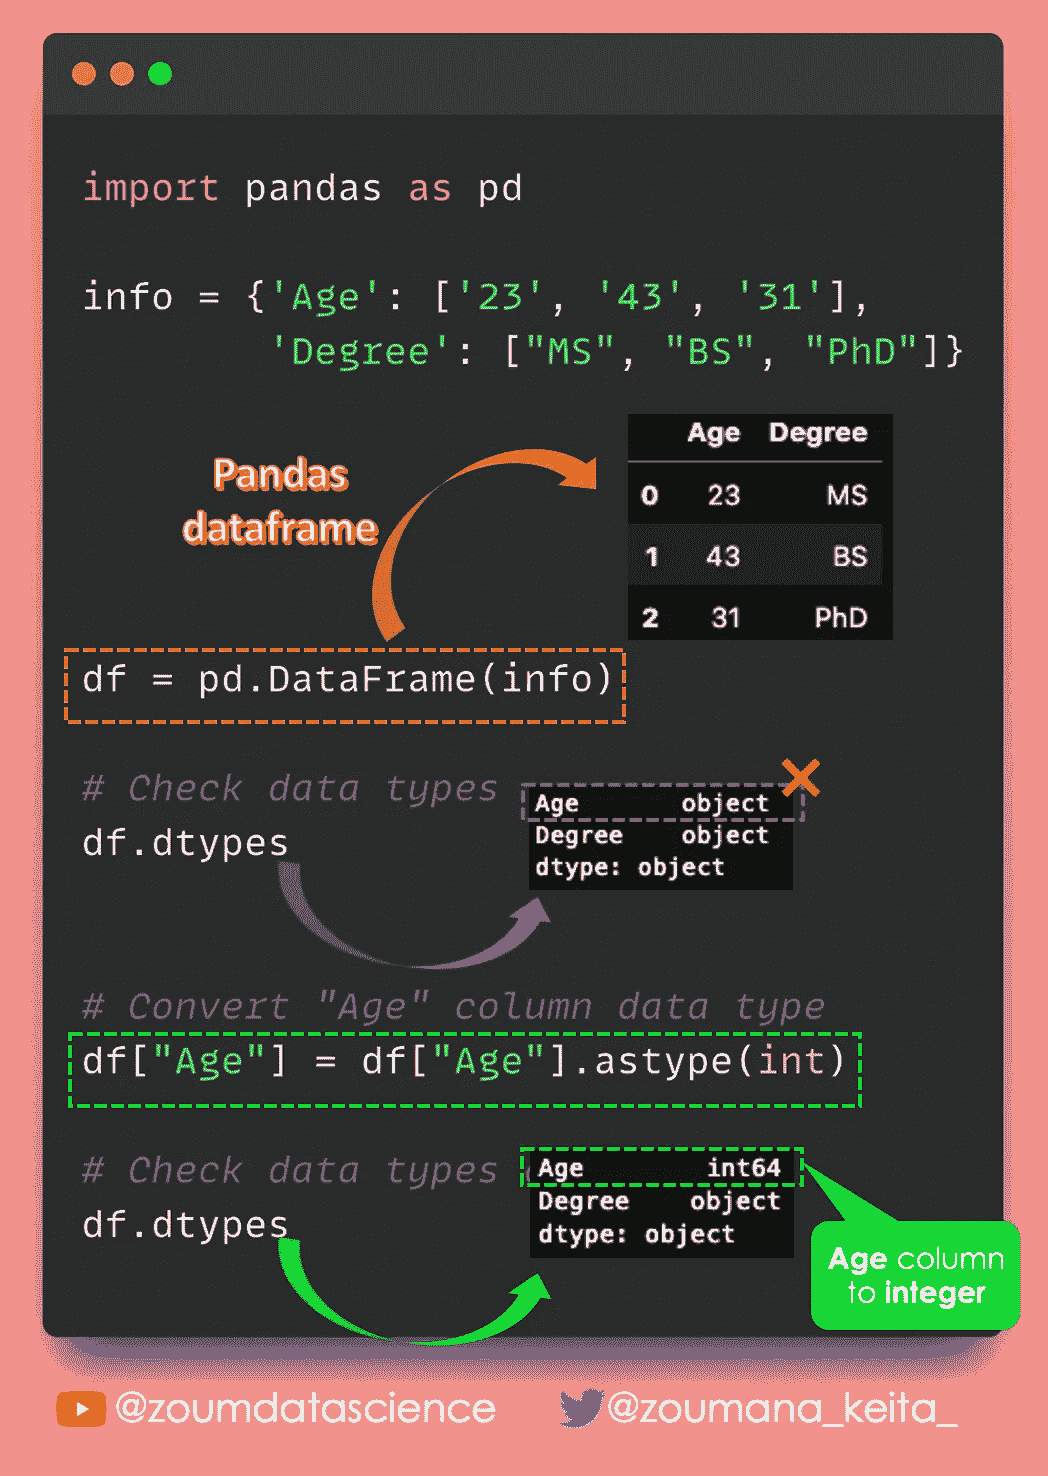 import pandas as pd
info = {'Age': ['23', '43', '31'],
'Degree': ["MS", "BS", "PhD"]}
Pandas
dataframe
Age Degree
0 23 MS
1 43 BS
2 31 PhD
df = pd.DataFrame(info)
# Check data types
df.dtypes
Age object
Degree object
dtype: object
# Convert "Age" column data type
df["Age"] = df["Age"].astype(int)
# Check data types
df.dtypes
Age int64
Degree object
dtype: object
Age column
to integer
@zoumdatascience
@zoumana_keita_